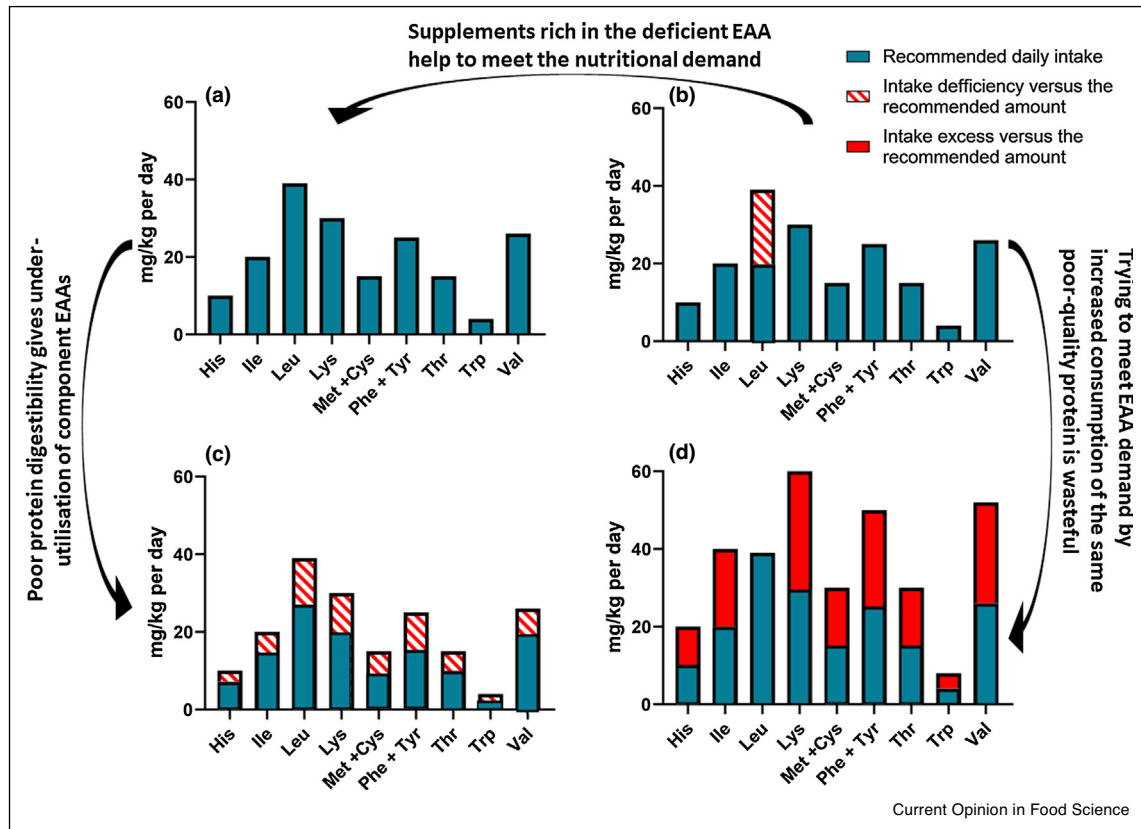 Supplements rich in the deficient EAA
help to meet the nutritional demand
Recommended daily intake
Intake defficiency versus the
recommended amount
Intake excess versus the
recommended amount
(a)
mg/kg per day
60
40
20
0
His
Ile
Leu
Lys
Met +Cys
Phe + Tyr
Thr
Trp
Val
(b)
mg/kg per day
60
40
20
0
His
Ile
Leu
Lys
Met +Cys
Phe + Tyr
Thr
Trp
Val
Poor protein digestibility gives under-
utilisation of component EAAs
Trying to meet EAA demand by
increased consumption of the same
poor-quality protein is wasteful
(c)
mg/kg per day
60
40
20
0
His
Ile
Leu
Lys
Met +Cys
Phe + Tyr
Thr
Trp
Val
(d)
mg/kg per day
60
40
20
0
His
Ile
Leu
Lys
Met +Cys
Phe + Tyr
Thr
Trp
Val
Current Opinion in Food Science